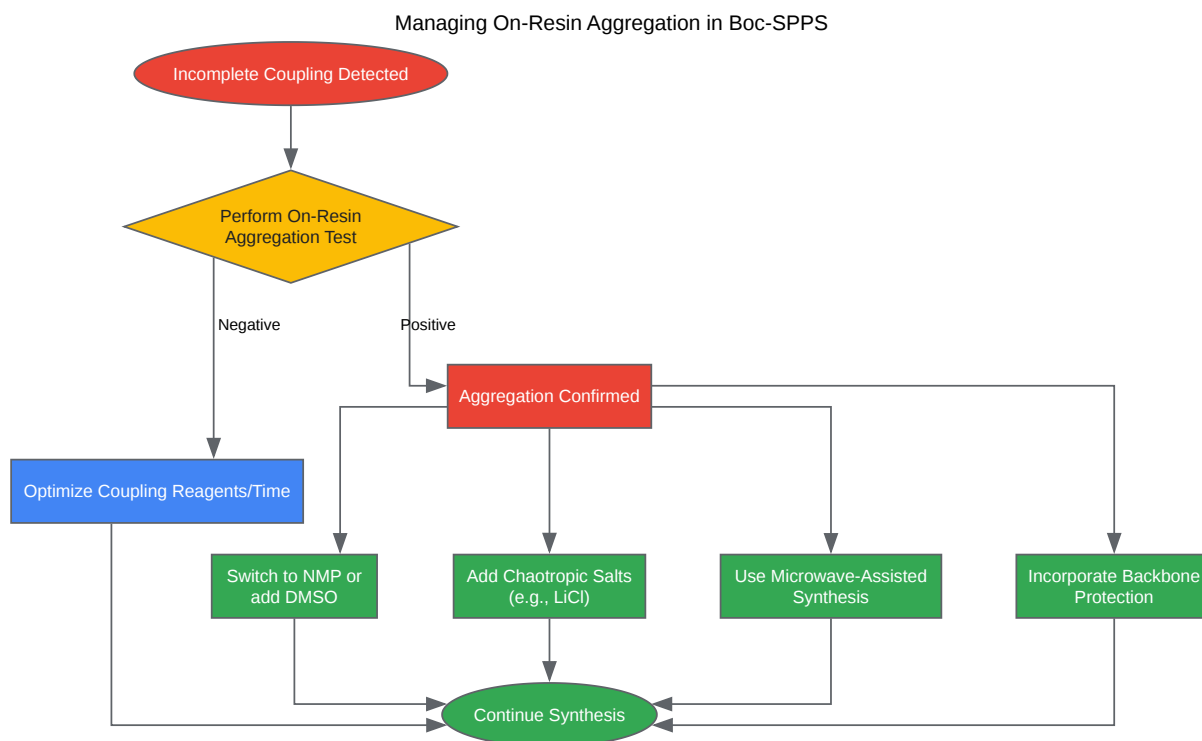 Managing On-Resin Aggregation in Boc-SPPS
Incomplete Coupling Detected
Perform On-Resin
Aggregation Test
Negative
Positive
Aggregation Confirmed
Optimize Coupling Reagents/Time
Switch to NMP or
add DMSO
Add Chaotropic Salts
(e.g., LiCl)
Use Microwave-Assisted
Synthesis
Incorporate Backbone
Protection
Continue Synthesis